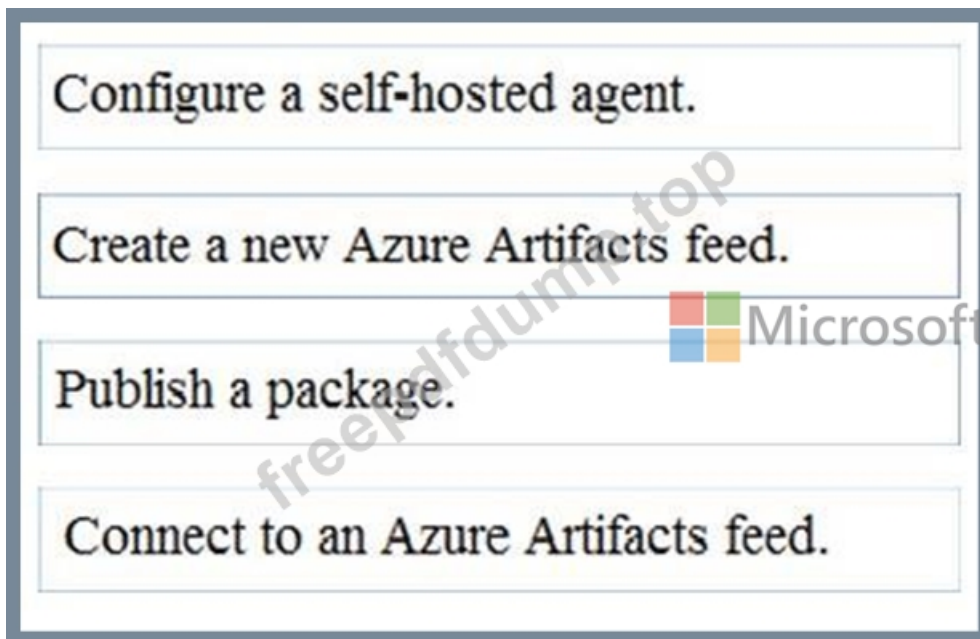 Configure a self-hosted agent.
Create a new Azure Artifacts feed.
Microsoft
Publish a package.
Connect to an Azure Artifacts feed.
freepdfdump.top